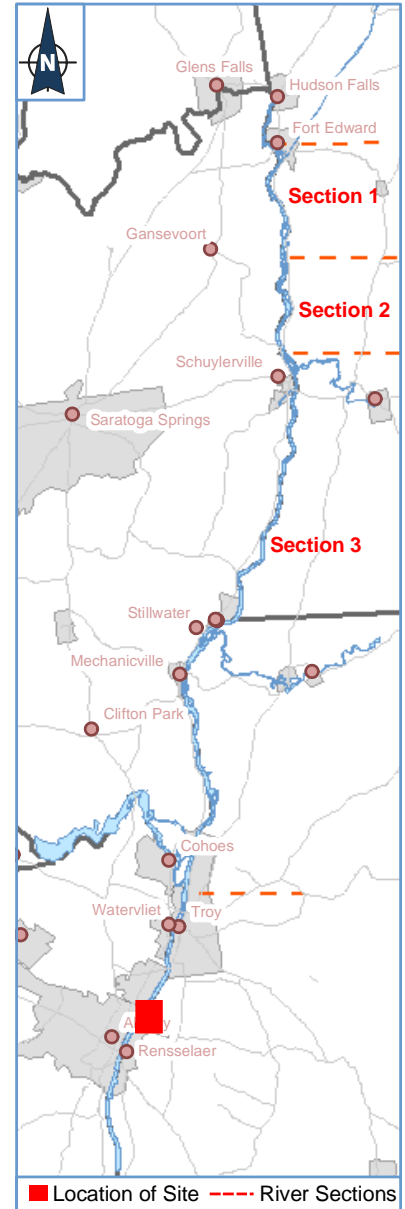 N
Glens Falls
Hudson Falls
Fort Edward
Section 1
Gansevoort
Section 2
Schuylerville
Saratoga Springs
Section 3
Stillwater
Mechanicville
Clifton Park
Cohoes
Watervliet
Troy
Rensselaer
Location of Site
River Sections